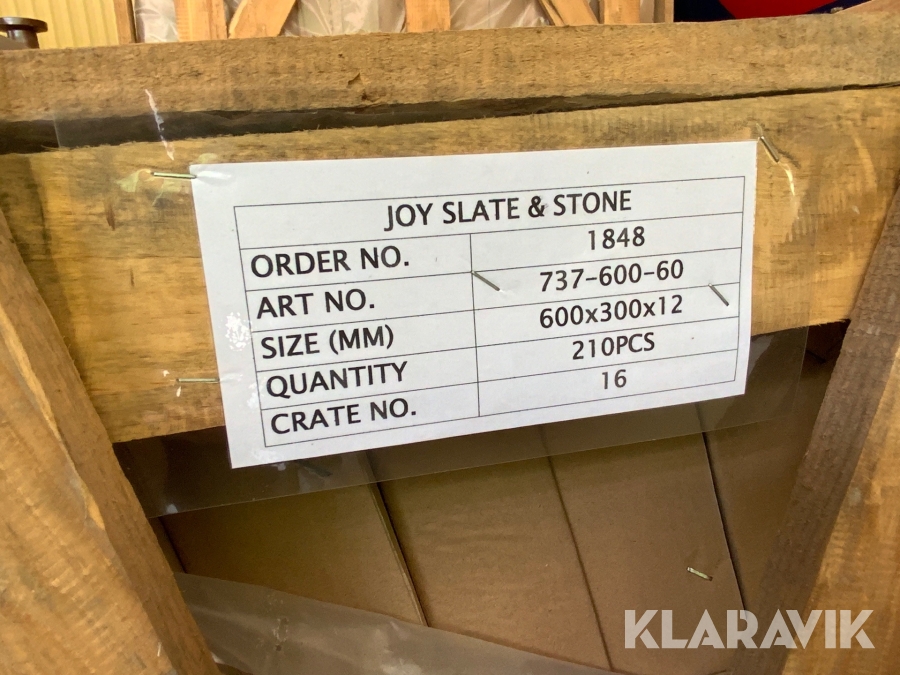 JOY SLATE & STONE
ORDER NO. 1848
ART NO. 737-600-60
SIZE (MM) 600x300x12
QUANTITY 210PCS
CRATE NO. 16
KLARAVIK